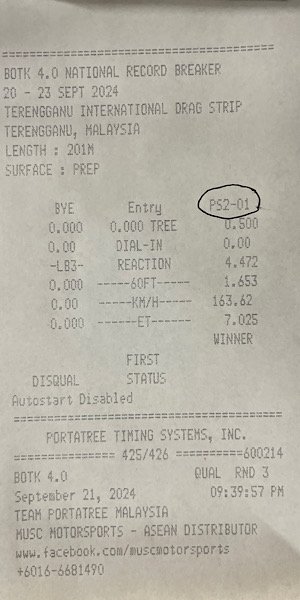 =====================================
BOTK 4.0 NATIONAL RECORD BREAKER
20 - 23 SEPT 2024
TERENGGANU INTERNATIONAL DRAG STRIP
TERENGGANU, MALAYSIA
LENGTH : 201M
SURFACE : PREP
BYE Entry PS2-01
0.000 0.000 TREE 0.500
0.00 DIAL-IN 0.00
-LB3- REACTION 4.472
0.000 -----60FT----- 1.653
0.00 -----KM/H----- 163.62
0.000 ------ET------ 7.025
WINNER
FIRST
DISQUAL STATUS
Autostart Disabled
=====================================
PORTATREE TIMING SYSTEMS, INC.
=============== 425/426 ==========600214
BOTK 4.0 QUAL RND 3
September 21, 2024 09:39:57 PM
TEAM PORTATREE MALAYSIA
MUSC MOTORSPORTS - ASEAN DISTRIBUTOR
www.facebook.com/muscmotorsports
+6016-6681490